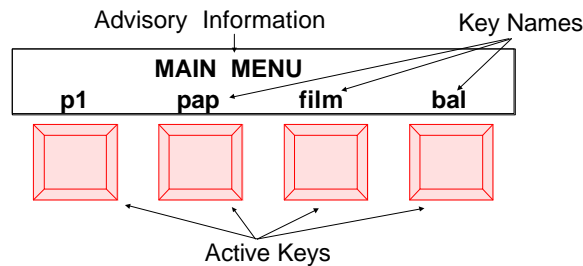 Advisory Information
Key Names
MAIN MENU
p1 pap film bal
Active Keys